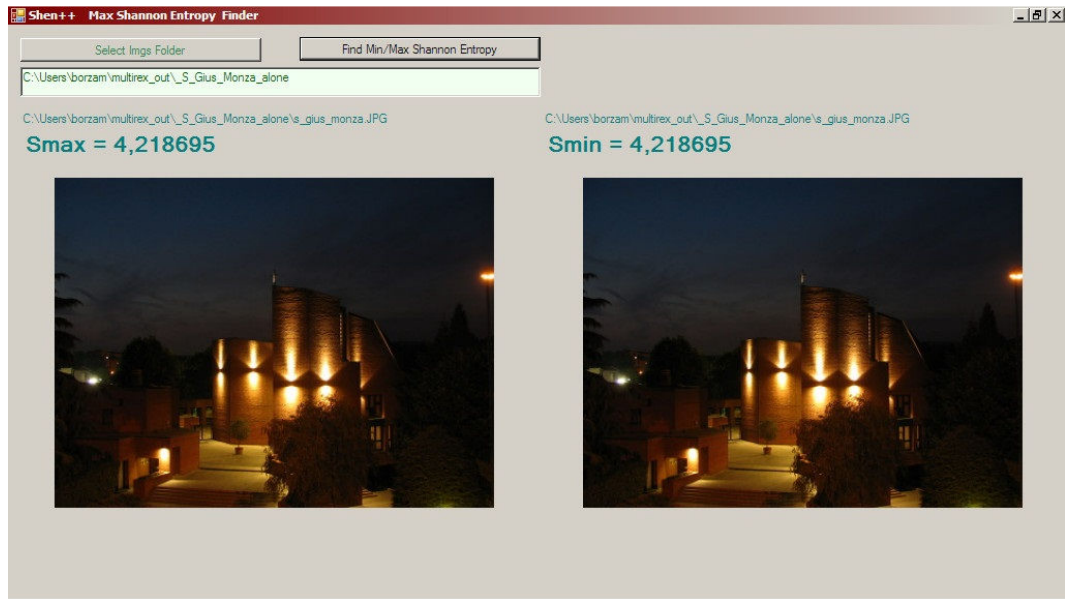 Shen++ Max Shannon Entropy Finder
Select Imgs Folder
Find Min/Max Shannon Entropy
C:\Users\borzam\multirex_out\_S_Gius_Monza_alone
C:\Users\borzam\multirex_out\_S_Gius_Monza_alone\s_gius_monza.JPG
Smax = 4,218695
C:\Users\borzam\multirex_out\_S_Gius_Monza_alone\s_gius_monza.JPG
Smin = 4,218695